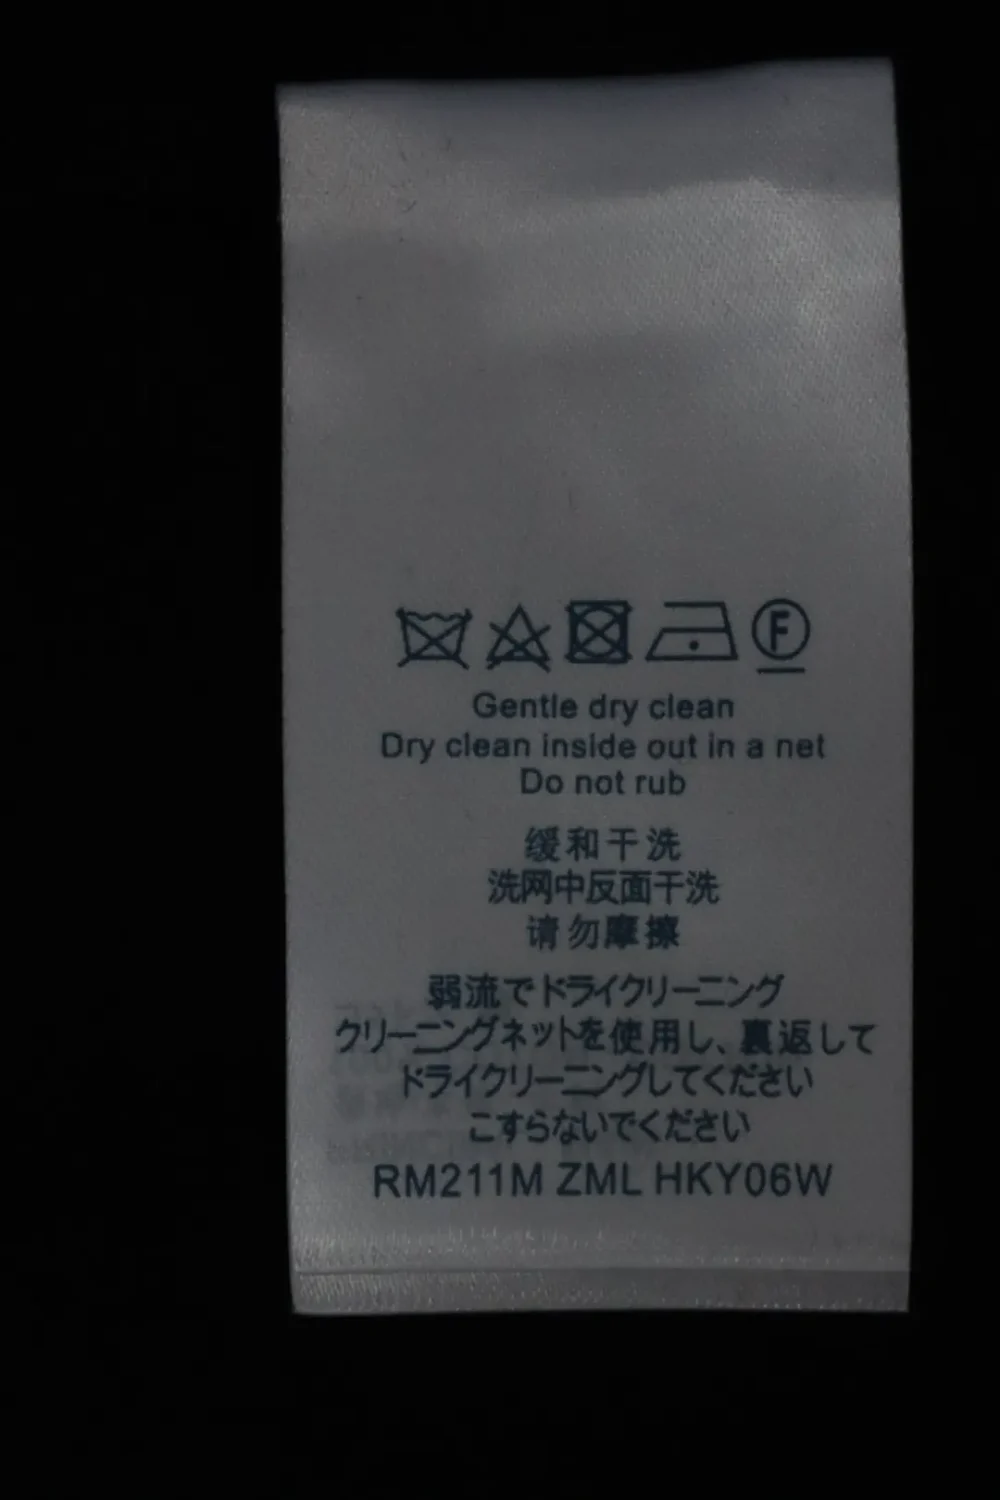 F
Gentle dry clean
Dry clean inside out in a net
Do not rub
缓和干洗
洗网中反面干洗
请勿摩擦
弱流でドライクリーニング
クリーニングネットを使用し、裏返して
ドライクリーニングしてください
こすらないでください
RM211M ZML HKY06W